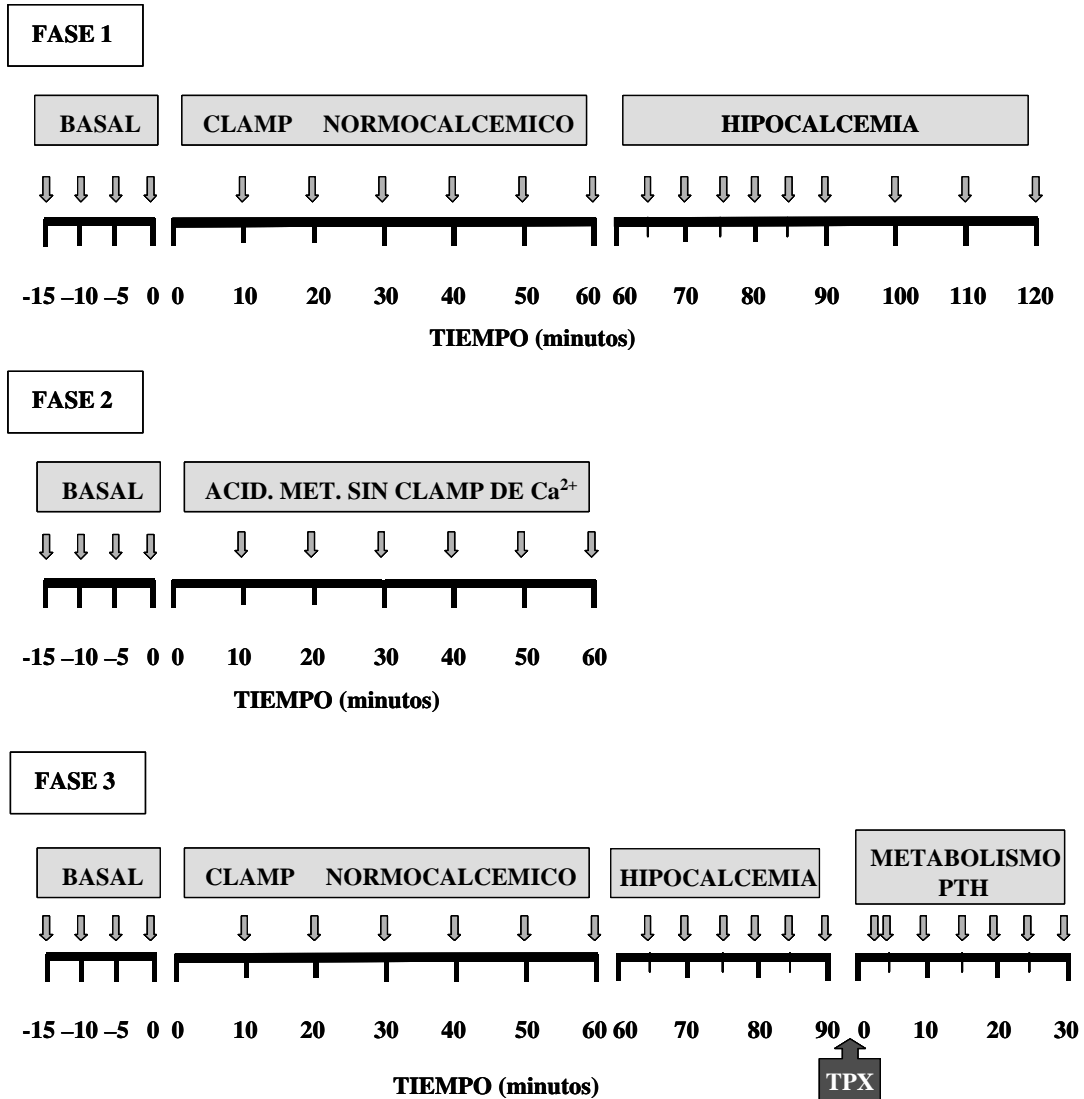 FASE 1
BASAL CLAMP NORMOCALCEMICO HIPOCALCEMIA
-15 –10 –5 0 0 10 20 30 40 50 60 60 70 80 90 100 110 120
TIEMPO (minutos)
FASE 2
BASAL ACID. MET. SIN CLAMP DE Ca²⁺
-15 –10 –5 0 0 10 20 30 40 50 60
TIEMPO (minutos)
FASE 3
BASAL CLAMP NORMOCALCEMICO HIPOCALCEMIA METABOLISMO
PTH
-15 –10 –5 0 0 10 20 30 40 50 60 60 70 80 90 0 10 20 30
TIEMPO (minutos) TPX